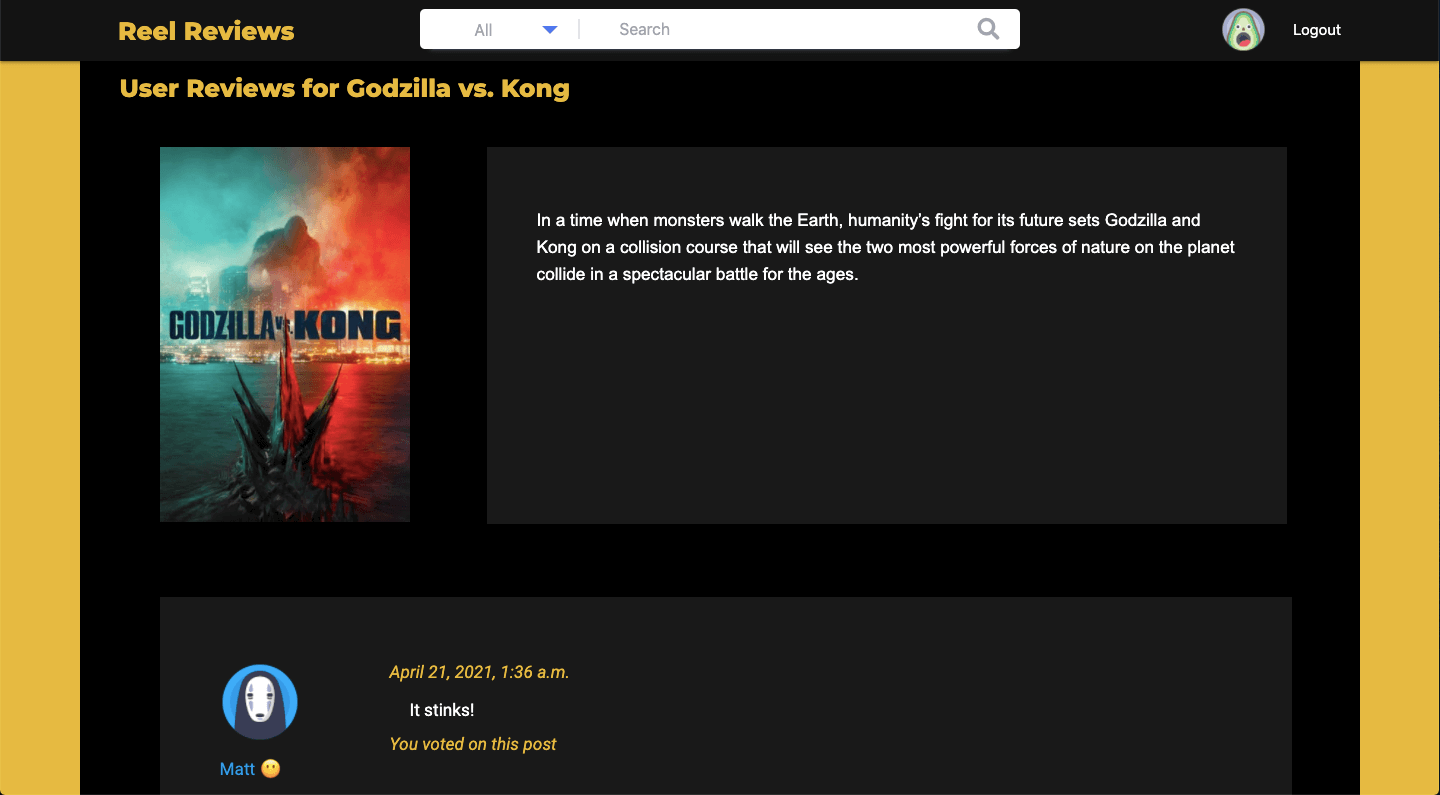 Reel Reviews
All
Search
Logout
User Reviews for Godzilla vs. Kong
GODZILLA vs. KONG
In a time when monsters walk the Earth, humanity’s fight for its future sets Godzilla and
Kong on a collision course that will see the two most powerful forces of nature on the planet
collide in a spectacular battle for the ages.
April 21, 2021, 1:36 a.m.
It stinks!
You voted on this post
Matt 😶